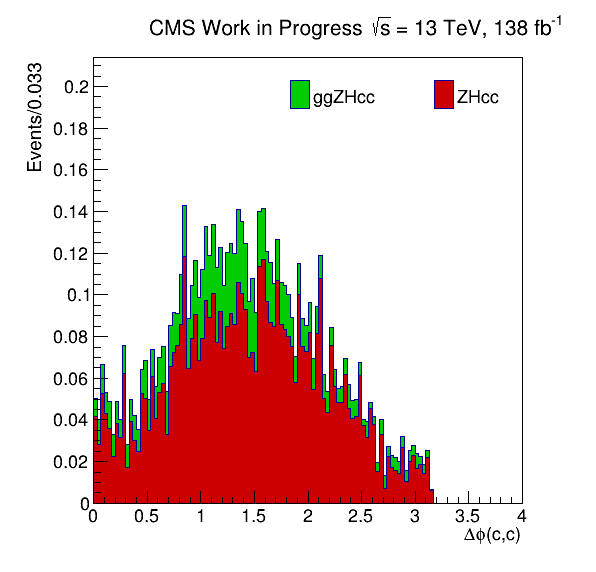 CMS Work in Progress √s = 13 TeV, 138 fb⁻¹
Events/0.033
ggZHcc ZHcc
0.2
0.18
0.16
0.14
0.12
0.1
0.08
0.06
0.04
0.02
0
0 0.5 1 1.5 2 2.5 3 3.5 4
Δϕ(c,c)